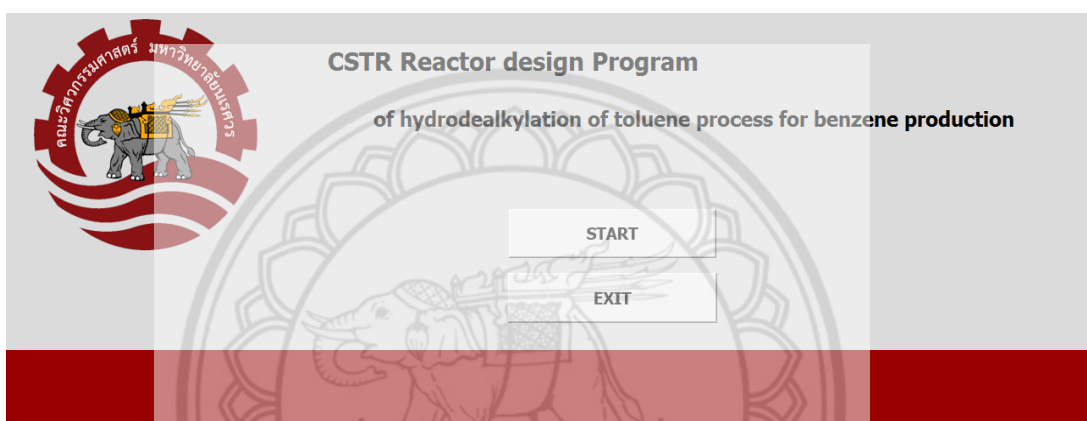 คณะวิศวกรรมศาสตร์ มหาวิทยาลัยนเรศวร
CSTR Reactor design Program
of hydrodealkylation of toluene process for benzene production
START
EXIT